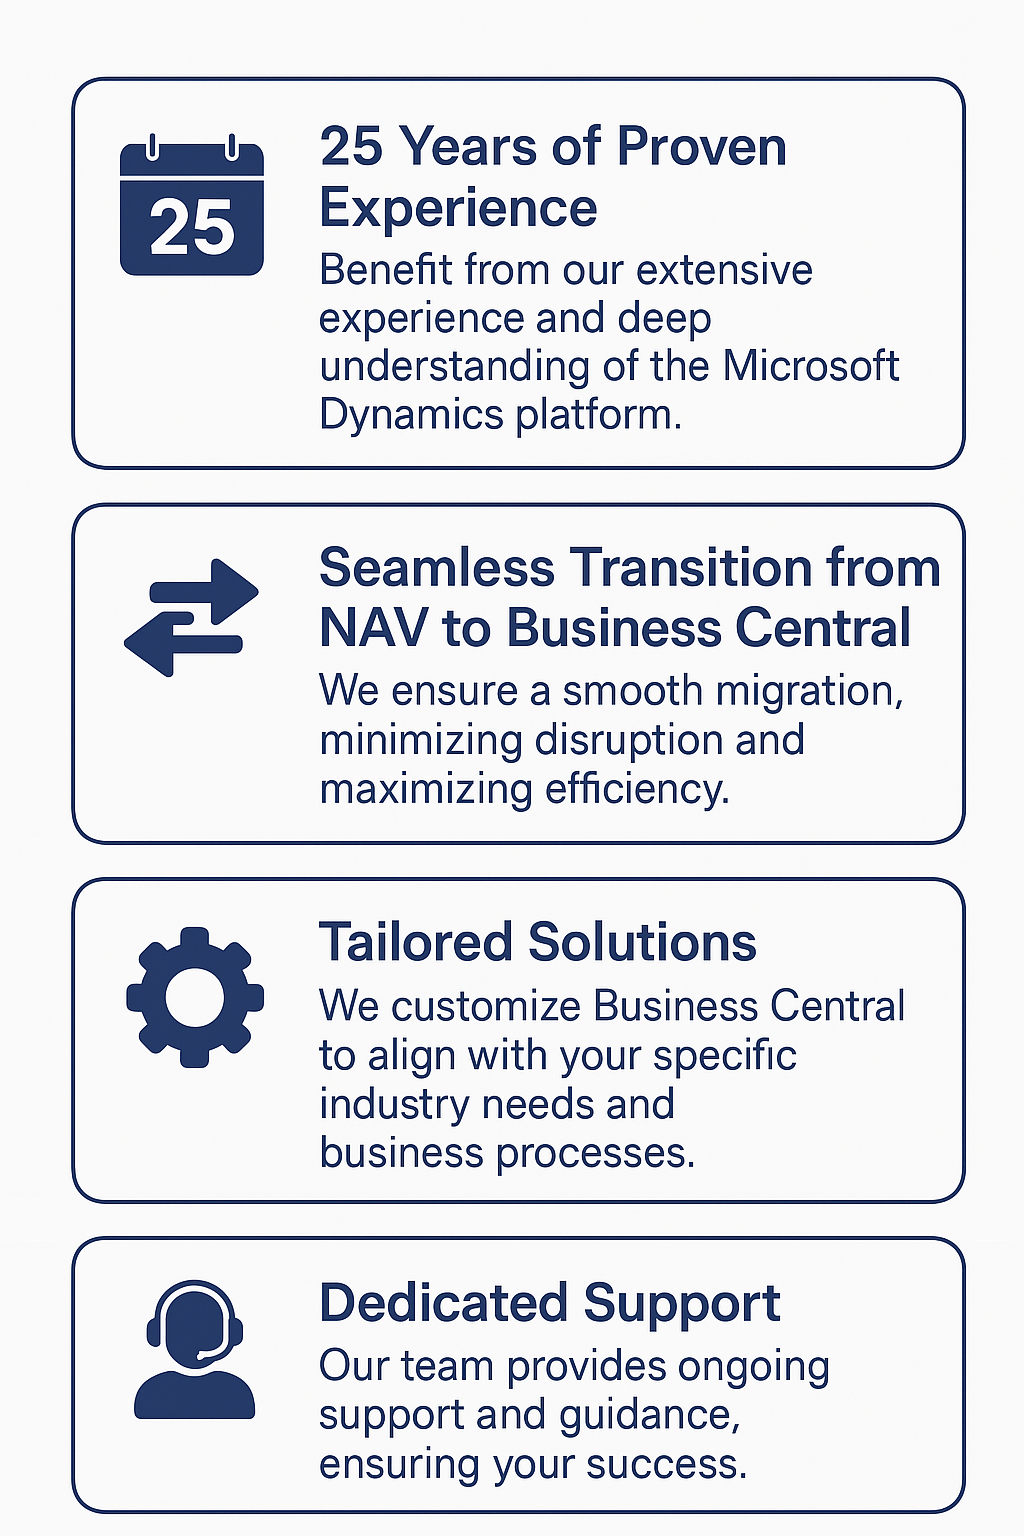 25
25 Years of Proven
Experience
Benefit from our extensive
experience and deep
understanding of the Microsoft
Dynamics platform.
Seamless Transition from
NAV to Business Central
We ensure a smooth migration,
minimizing disruption and
maximizing efficiency.
Tailored Solutions
We customize Business Central
to align with your specific
industry needs and
business processes.
Dedicated Support
Our team provides ongoing
support and guidance,
ensuring your success.